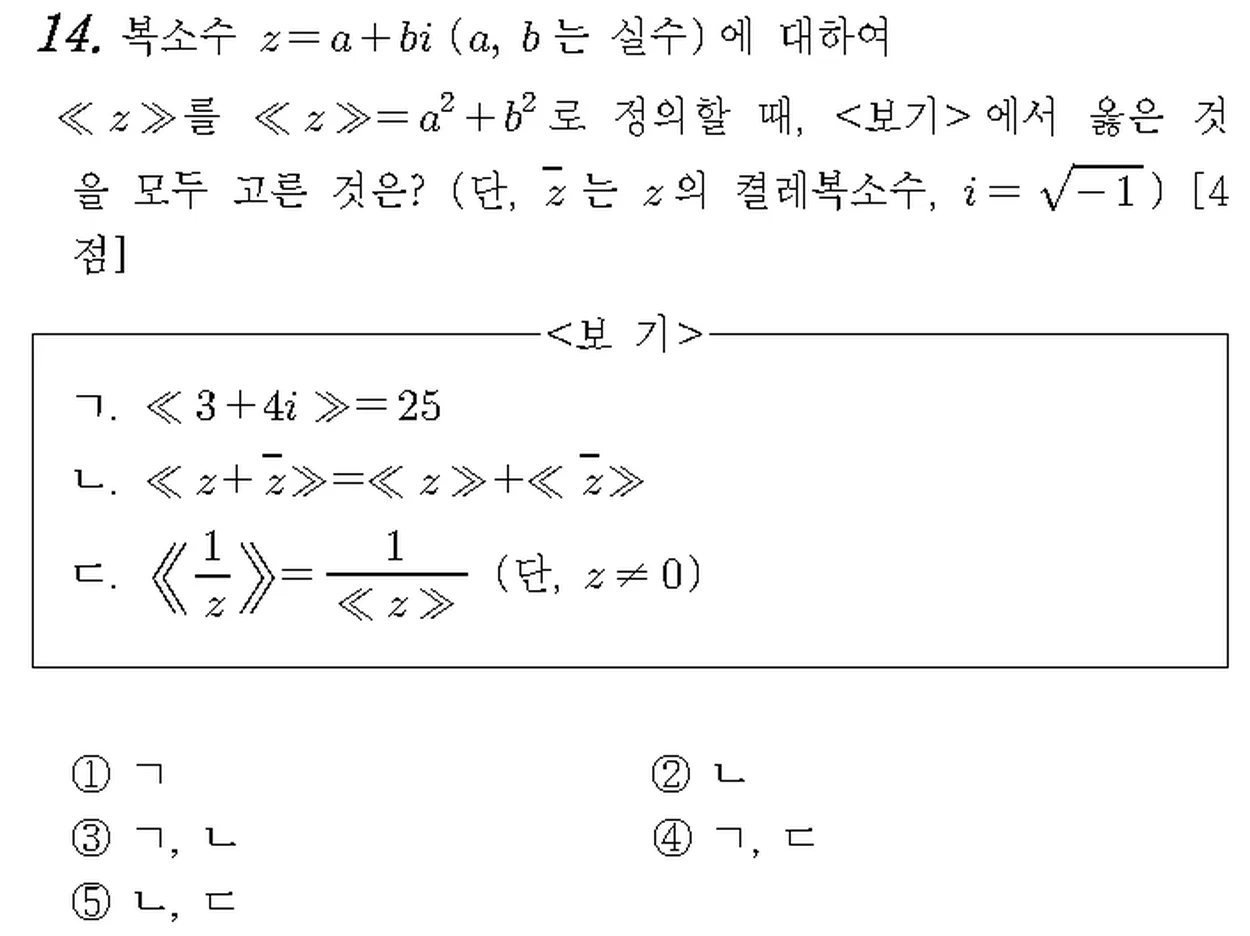 14. 복소수 z=a+bi (a, b는 실수)에 대하여
≪ z ≫를 ≪ z ≫=a²+b²로 정의할 때, <보기>에서 옳은 것
을 모두 고른 것은? (단, z̄는 z의 켤레복소수, i=√-1) [4
점]
<보 기>
ㄱ. ≪ 3+4i ≫=25
ㄴ. ≪ z+z̄≫=≪ z ≫+≪ z̄≫
ㄷ. ≪1/z≫=1/≪ z ≫ (단, z≠0)
① ㄱ ② ㄴ
③ ㄱ, ㄴ ④ ㄱ, ㄷ
⑤ ㄴ, ㄷ